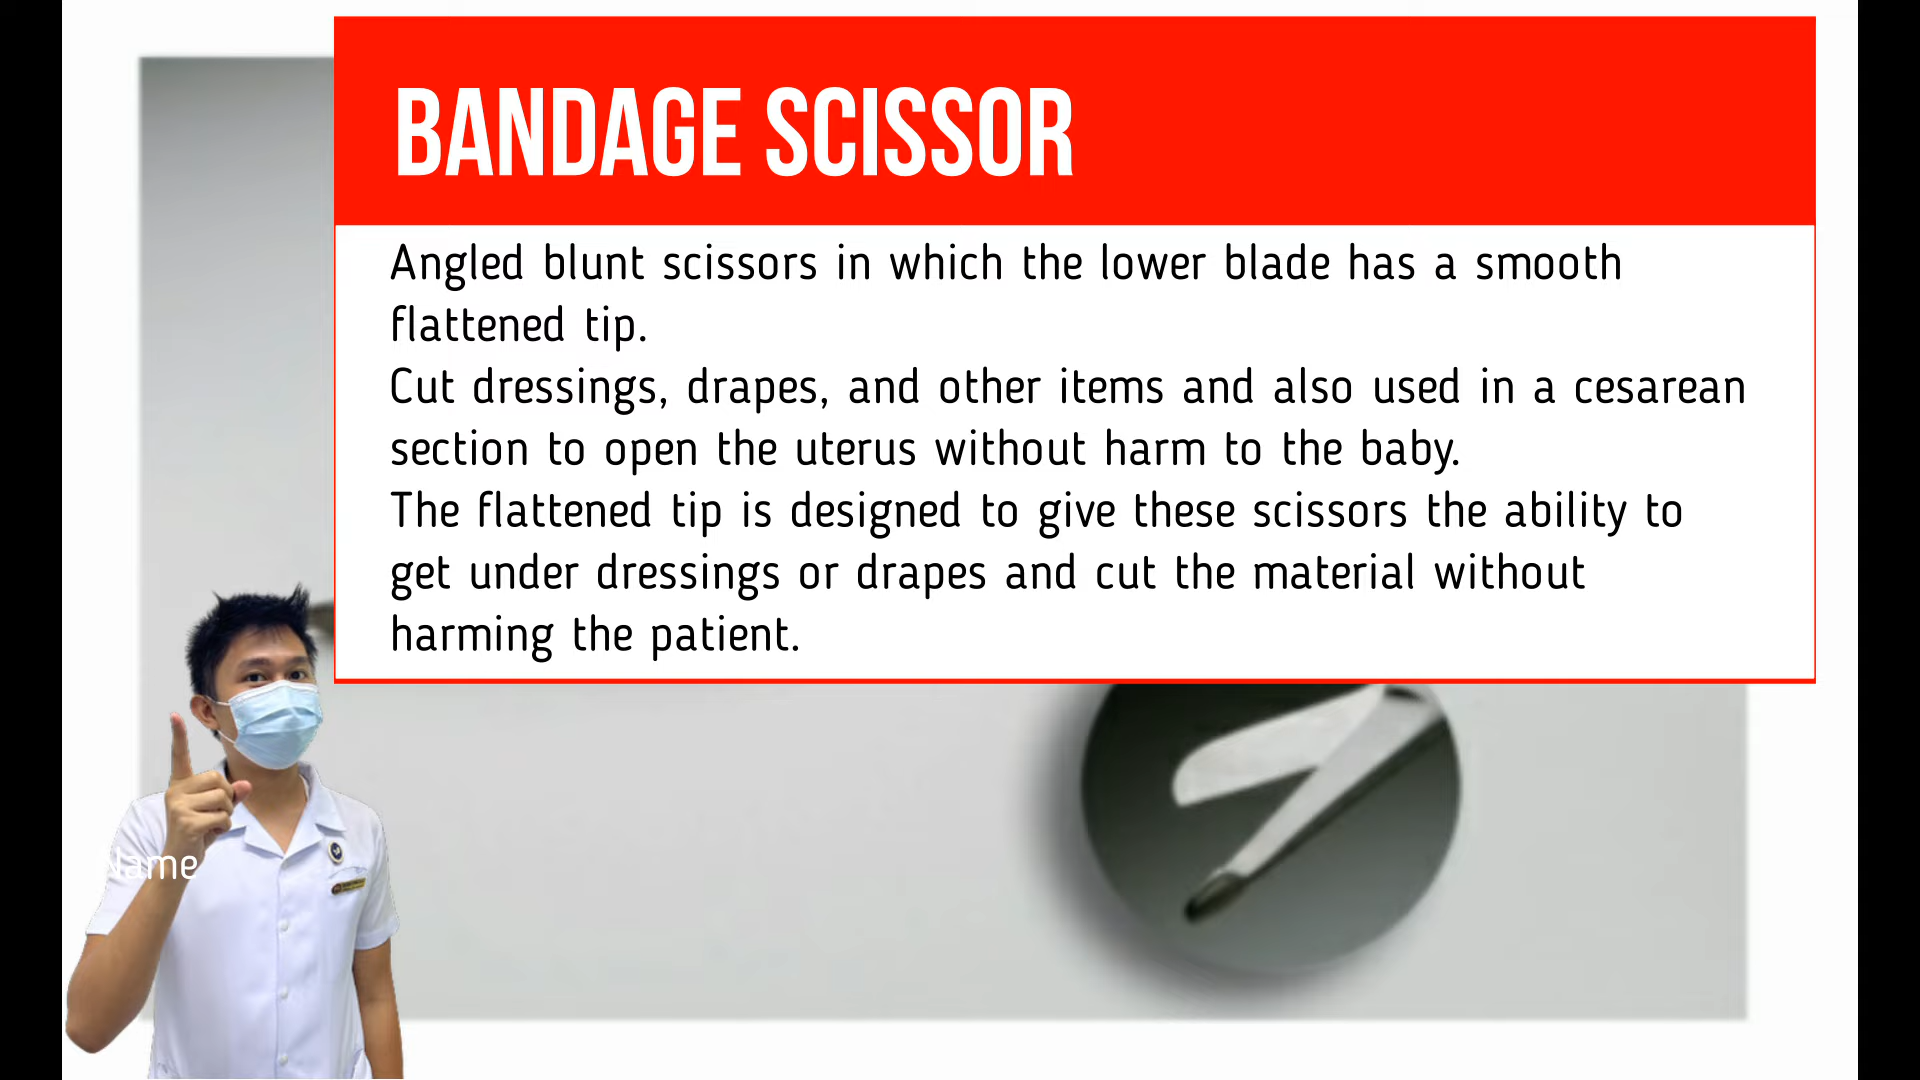 BANDAGE SCISSOR
Angled blunt scissors in which the lower blade has a smooth
flattened tip.
Cut dressings, drapes, and other items and also used in a cesarean
section to open the uterus without harm to the baby.
The flattened tip is designed to give these scissors the ability to
get under dressings or drapes and cut the material without
harming the patient.
Name